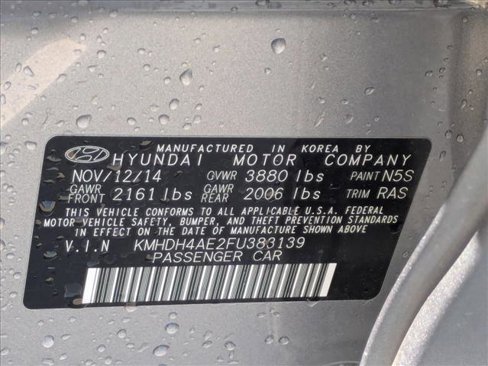 MANUFACTURED IN KOREA BY
HYUNDAI MOTOR COMPANY
NOV/12/14 GVWR 3880 lbs PAINT N5S
GAWR FRONT 2161 lbs GAWR REAR 2006 lbs TRIM RAS
THIS VEHICLE CONFORMS TO ALL APPLICABLE U.S.A. FEDERAL
MOTOR VEHICLE SAFETY, BUMPER, AND THEFT PREVENTION STANDARDS
IN EFFECT ON THE DATE OF MANUFACTURE SHOWN ABOVE.
V.I.N KMHDH4AE2FU383139
PASSENGER CAR